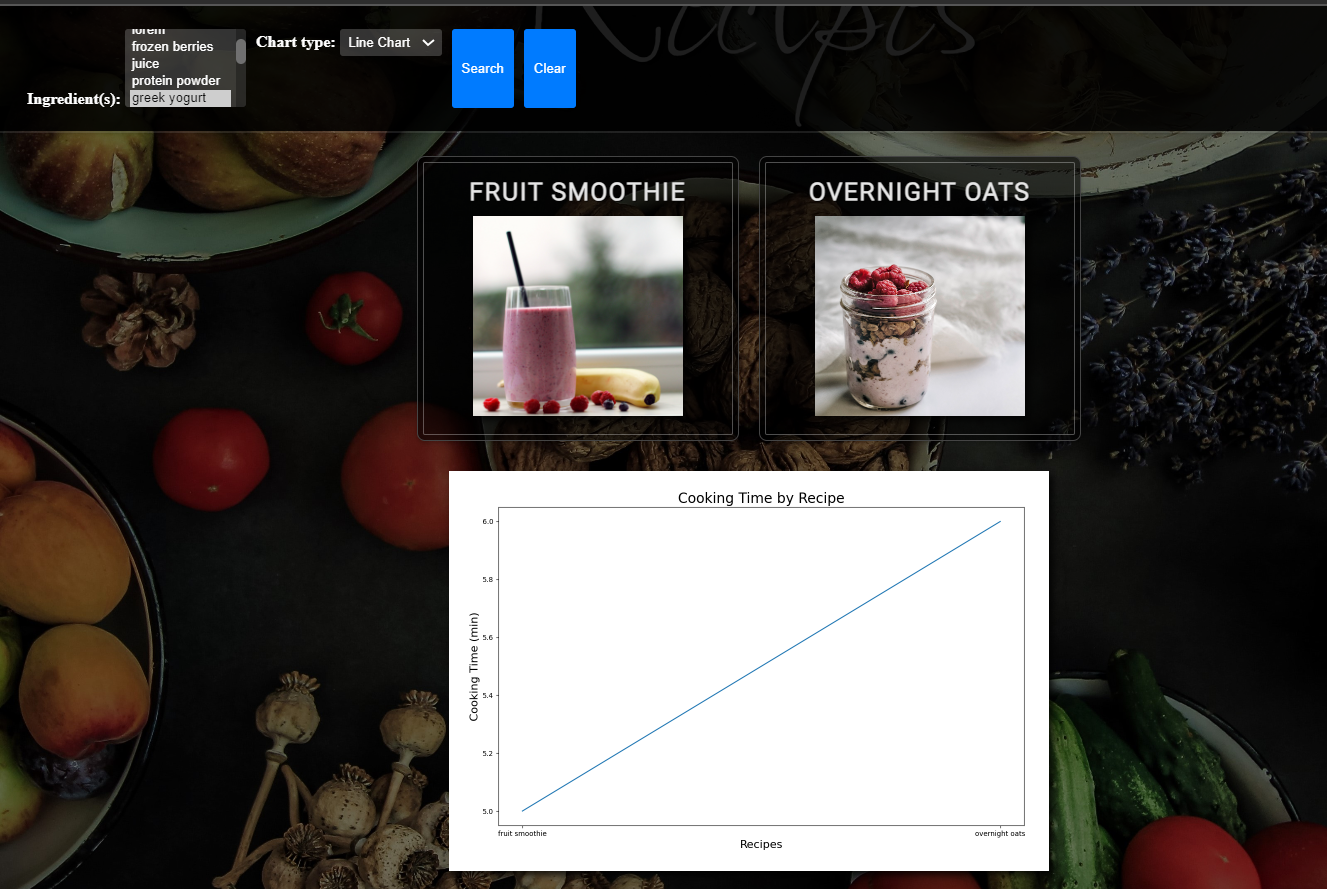 Recipes
lorem
frozen berries
juice
protein powder
greek yogurt
Ingredient(s):
Chart type:
Line Chart
Search
Clear
FRUIT SMOOTHIE
OVERNIGHT OATS
Cooking Time by Recipe
Cooking Time (min)
6.0
5.8
5.6
5.4
5.2
5.0
fruit smoothie
overnight oats
Recipes